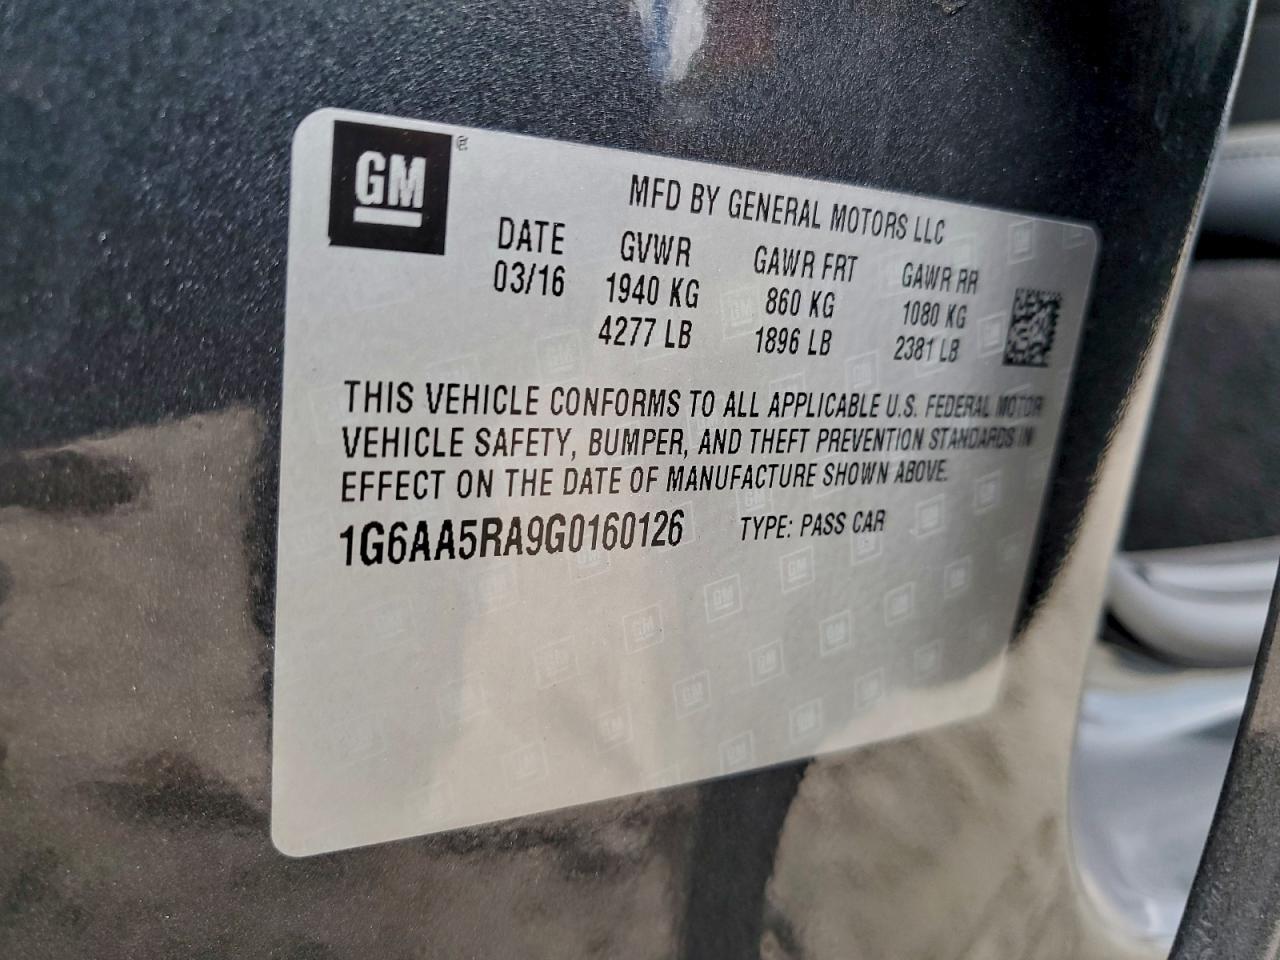 GM
MFD BY GENERAL MOTORS LLC
DATE GVWR GAWR FRT GAWR RR
03/16 1940 KG 860 KG 1080 KG
4277 LB 1896 LB 2381 LB
THIS VEHICLE CONFORMS TO ALL APPLICABLE U.S. FEDERAL MOTOR
VEHICLE SAFETY, BUMPER, AND THEFT PREVENTION STANDARDS IN
EFFECT ON THE DATE OF MANUFACTURE SHOWN ABOVE.
1G6AA5RA9G0160126 TYPE: PASS CAR